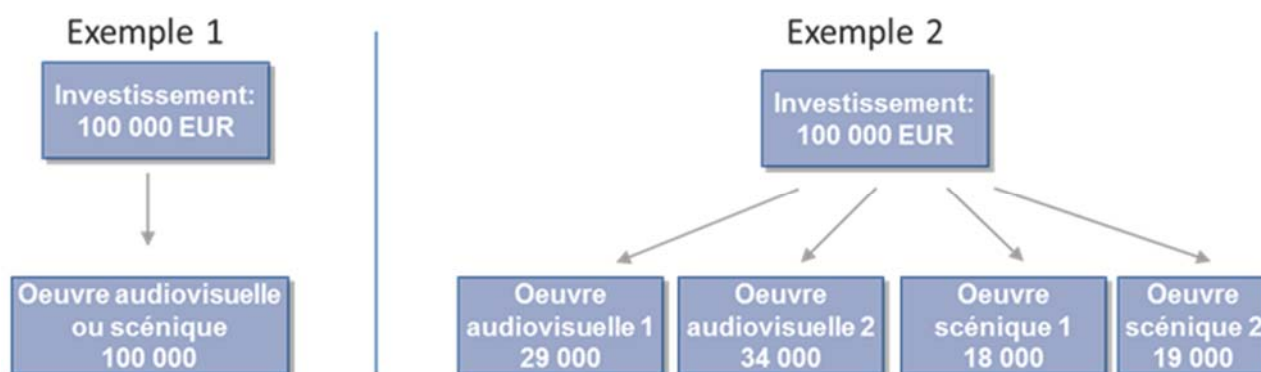 Exemple 1
Investissement:
100 000 EUR
Oeuvre audiovisuelle
ou scénique
100 000
Exemple 2
Investissement:
100 000 EUR
Oeuvre
audiovisuelle 1
29 000
Oeuvre
audiovisuelle 2
34 000
Oeuvre
scénique 1
18 000
Oeuvre
scénique 2
19 000